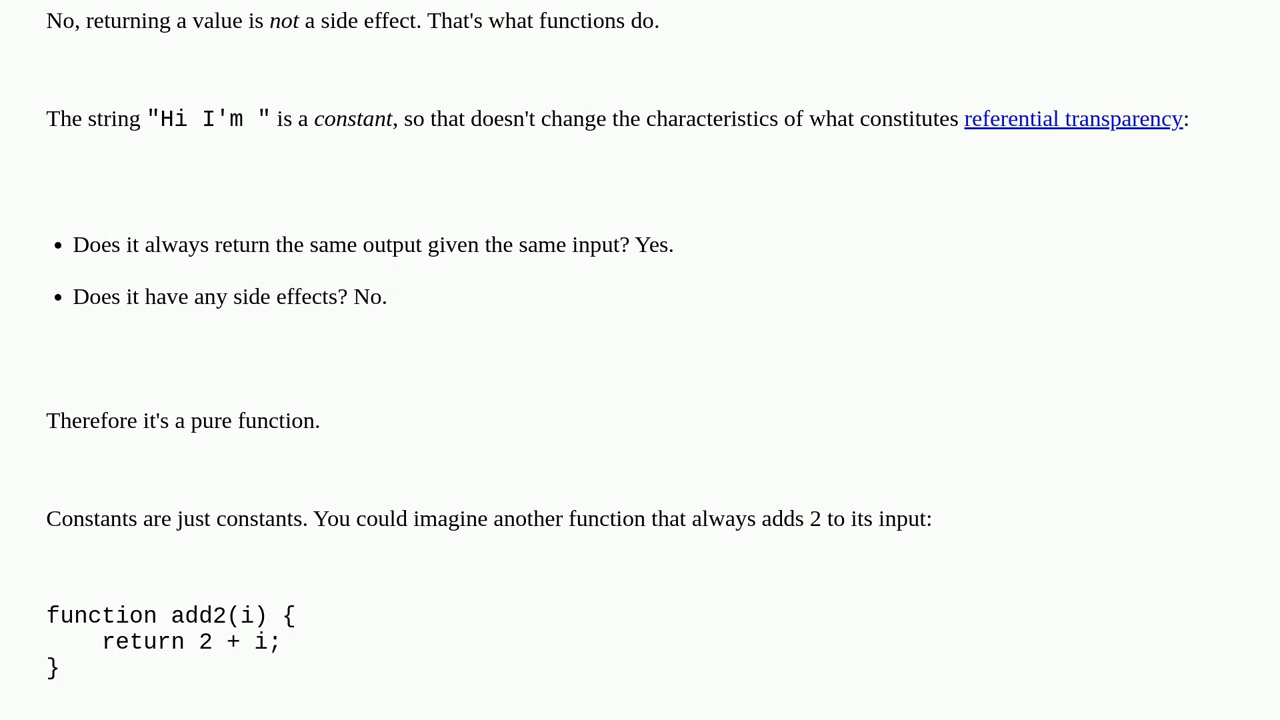 No, returning a value is not a side effect. That's what functions do.
The string "Hi I'm " is a constant, so that doesn't change the characteristics of what constitutes referential transparency:
• Does it always return the same output given the same input? Yes.
• Does it have any side effects? No.
Therefore it's a pure function.
Constants are just constants. You could imagine another function that always adds 2 to its input:
function add2(i) {
    return 2 + i;
}